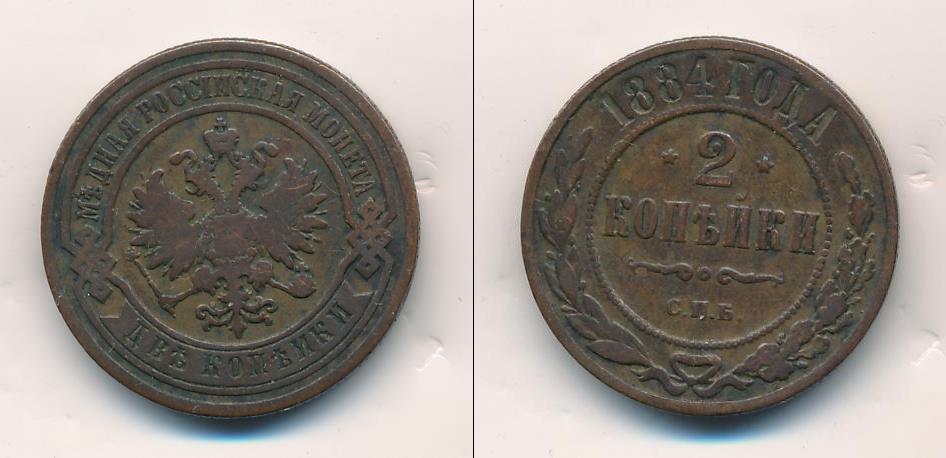 МѢДНАЯ РОССІЙСКАЯ МОНЕТА
ДВѢ КОПѢЙКИ
1884 ГОДА
2
КОПѢЙКИ
С.П.Б.